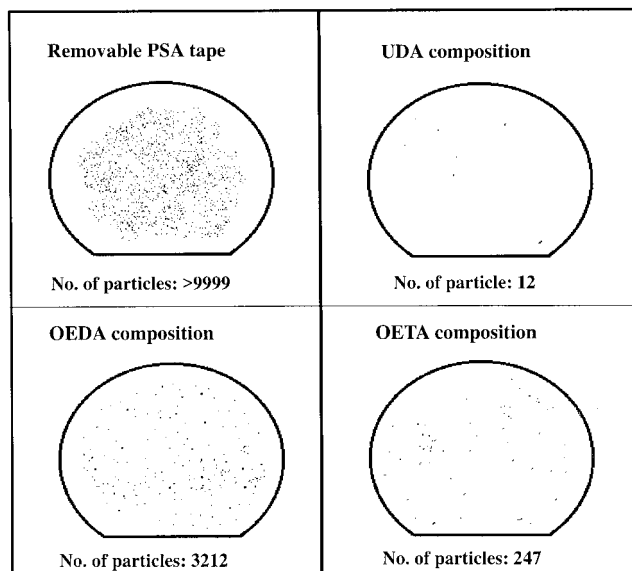 Removable PSA tape
No. of particles: >9999
UDA composition
No. of particle: 12
OEDA composition
No. of particles: 3212
OETA composition
No. of particles: 247